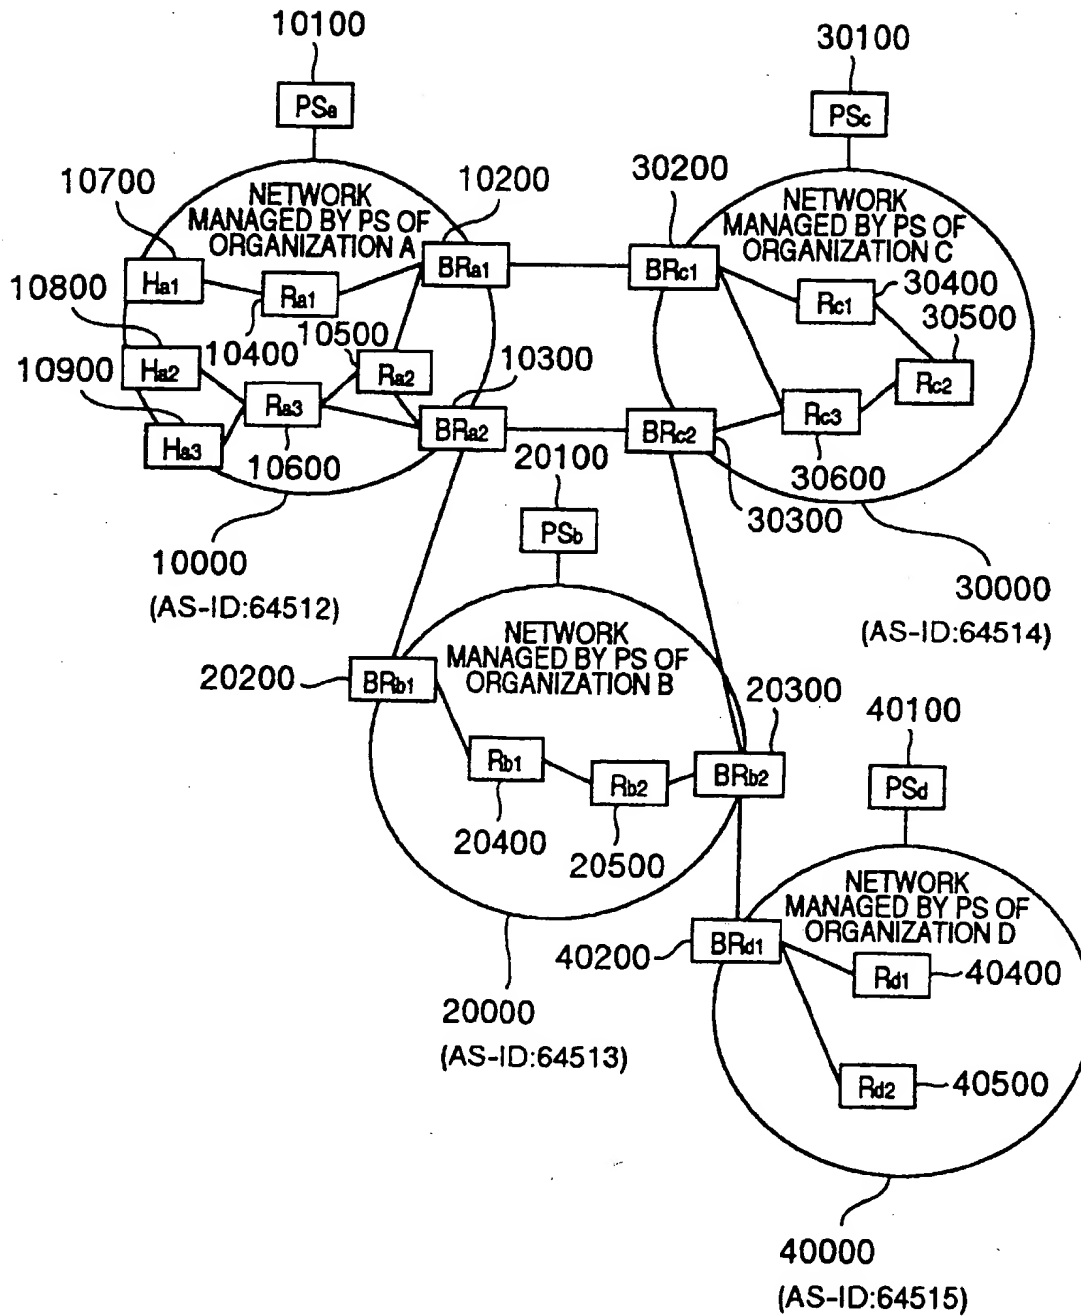 10100
30100
PSa
PSc
10700
10200
30200
NETWORK
MANAGED BY PS OF
ORGANIZATION A
NETWORK
MANAGED BY PS OF
ORGANIZATION C
Ha1
Ra1
BRa1
BRc1
Rc1
30400
10800
10400
10500
30500
10900
Ha2
Ra2
10300
Rc2
Ha3
Ra3
BRa2
BRc2
Rc3
10600
20100
30600
30300
10000
(AS-ID:64512)
PSb
30000
(AS-ID:64514)
NETWORK
MANAGED BY PS OF
ORGANIZATION B
20200
BRb1
20300
40100
Rb1
Rb2
BRb2
PSd
20400
20500
NETWORK
MANAGED BY PS OF
ORGANIZATION D
40200
BRd1
Rd1
40400
20000
(AS-ID:64513)
Rd2
40500
40000
(AS-ID:64515)